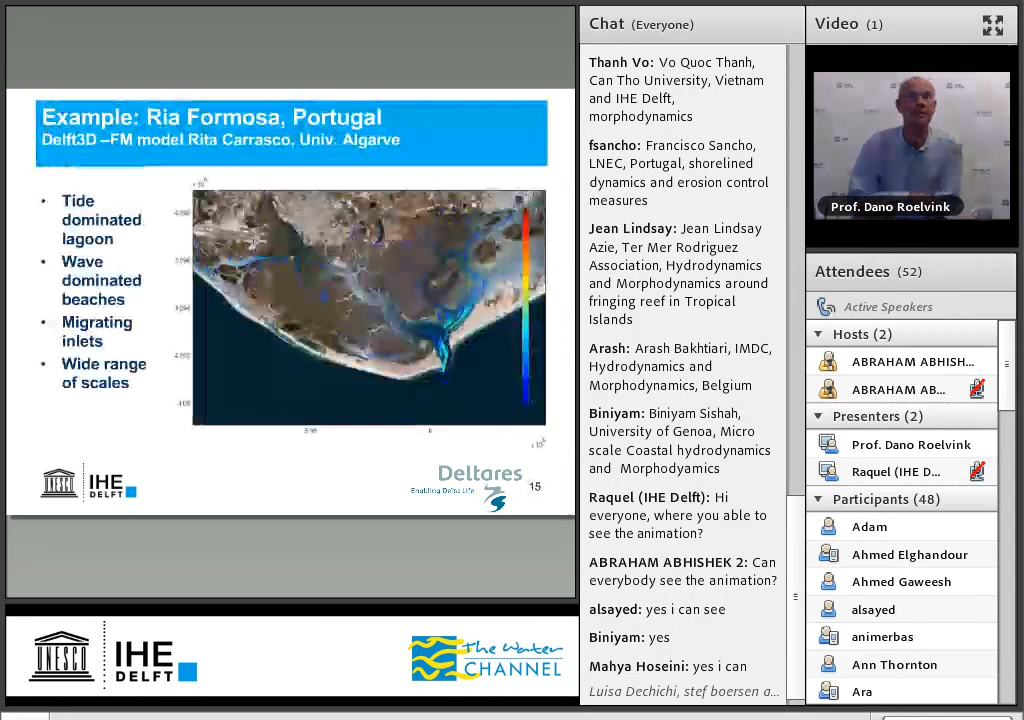 Example: Ria Formosa, Portugal
Delft3D –FM model Rita Carrasco, Univ. Algarve
• Tide
dominated
lagoon
• Wave
dominated
beaches
• Migrating
inlets
• Wide range
of scales
UNESCO
IHE
DELFT
Deltares
Enabling Delta Life
15
UNESCO
IHE
DELFT
The Water
CHANNEL
Chat (Everyone)
Thanh Vo: Vo Quoc Thanh,
Can Tho University, Vietnam
and IHE Delft,
morphodynamics
fsancho: Francisco Sancho,
LNEC, Portugal, shorelined
dynamics and erosion control
measures
Jean Lindsay: Jean Lindsay
Azie, Ter Mer Rodriguez
Association, Hydrodynamics
and Morphodynamics around
fringing reef in Tropical
Islands
Arash: Arash Bakhtiari, IMDC,
Hydrodynamics and
Morphodynamics, Belgium
Biniyam: Biniyam Sishah,
University of Genoa, Micro
scale Coastal hydrodynamics
and Morphodyamics
Raquel (IHE Delft): Hi
everyone, where you able to
see the animation?
ABRAHAM ABHISHEK 2: Can
everybody see the animation?
alsayed: yes i can see
Biniyam: yes
Mahya Hoseini: yes i can
Luisa Dechichi, stef boersen a...
Video (1)
Prof. Dano Roelvink
Attendees (52)
Active Speakers
Hosts (2)
ABRAHAM ABHISH...
ABRAHAM AB...
Presenters (2)
Prof. Dano Roelvink
Raquel (IHE D...
Participants (48)
Adam
Ahmed Elghandour
Ahmed Gaweesh
alsayed
animerbas
Ann Thornton
Ara